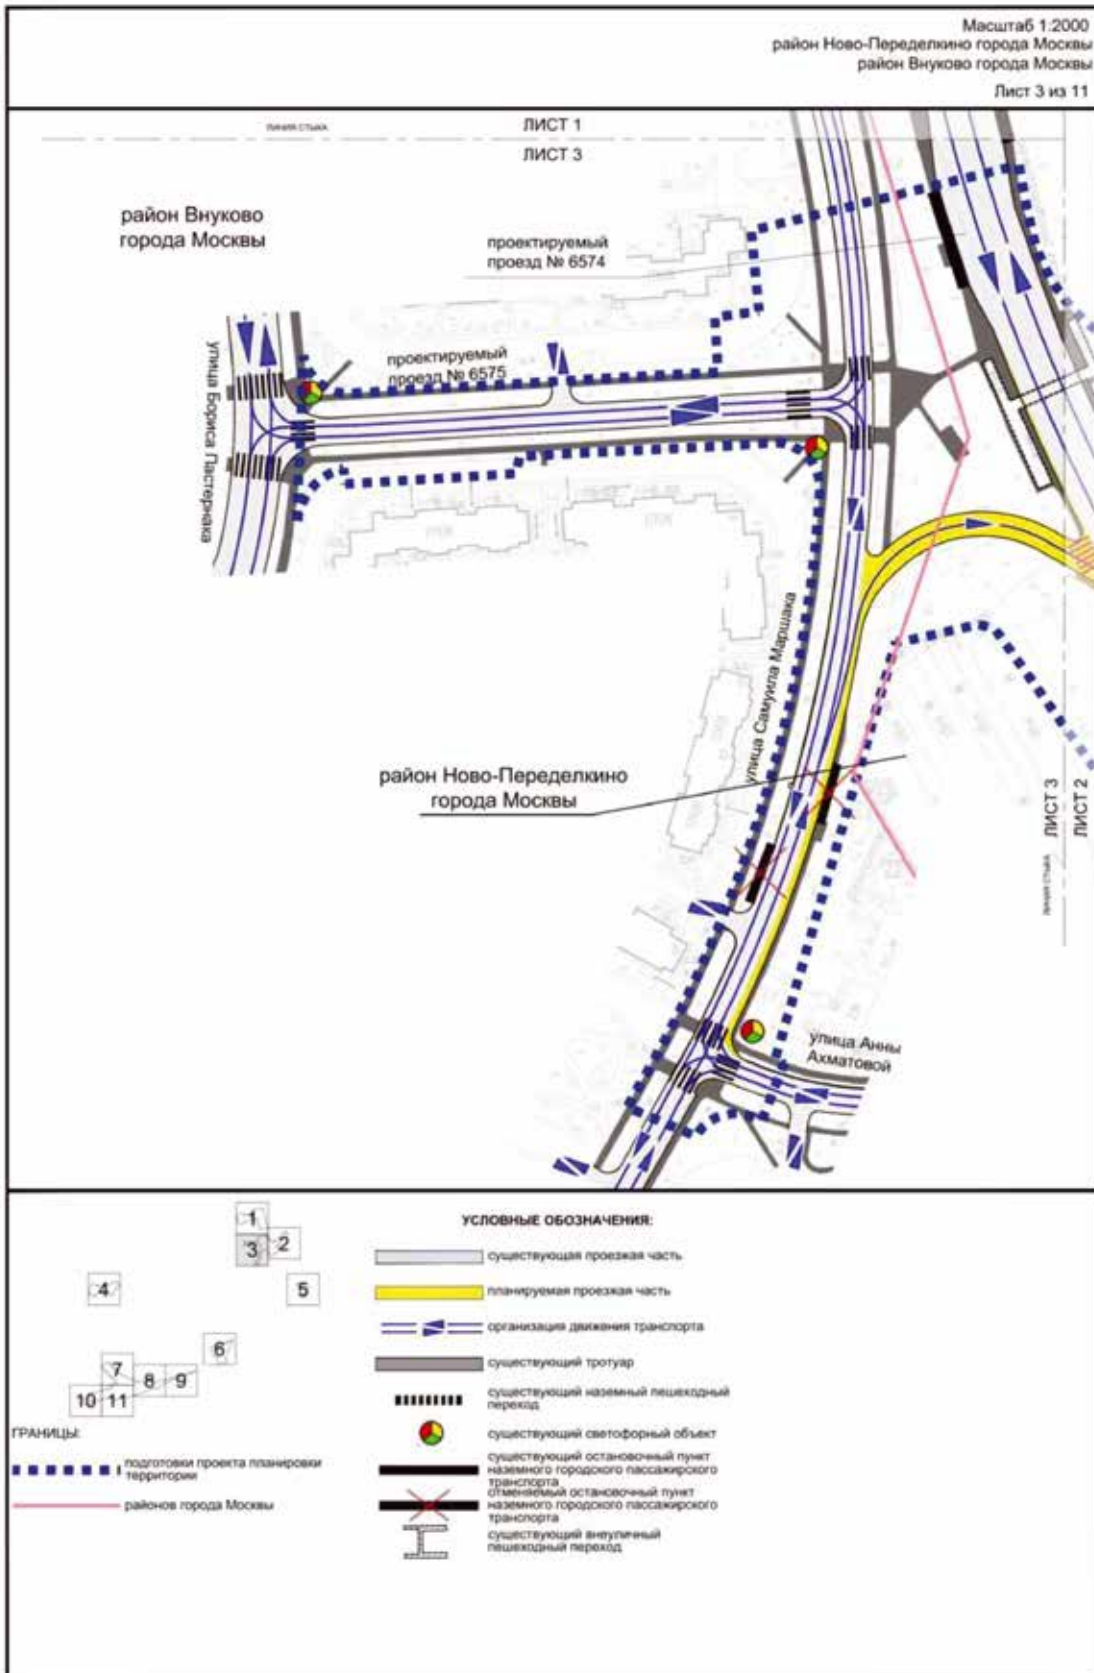 Масштаб 1:2000
район Ново-Переделкино города Москвы
район Внуково города Москвы
Лист 3 из 11
ЛИНИЯ СТЫКА
ЛИСТ 1
ЛИСТ 3
район Внуково
города Москвы
проектируемый
проезд № 6574
проектируемый
проезд № 6575
улица Бориса Пастернака
улица Самуила Маршака
район Ново-Переделкино
города Москвы
ЛИНИЯ СТЫКА
ЛИСТ 3
ЛИСТ 2
улица Анны
Ахматовой
1
2
3
4
5
6
7
8
9
10
11
ГРАНИЦЫ:
подготовки проекта планировки
территории
районов города Москвы
УСЛОВНЫЕ ОБОЗНАЧЕНИЯ:
существующая проезжая часть
планируемая проезжая часть
организация движения транспорта
существующий тротуар
существующий наземный пешеходный
переход
существующий светофорный объект
существующий остановочный пункт
наземного городского пассажирского
транспорта
отменяемый остановочный пункт
наземного городского пассажирского
транспорта
существующий внеуличный
пешеходный переход